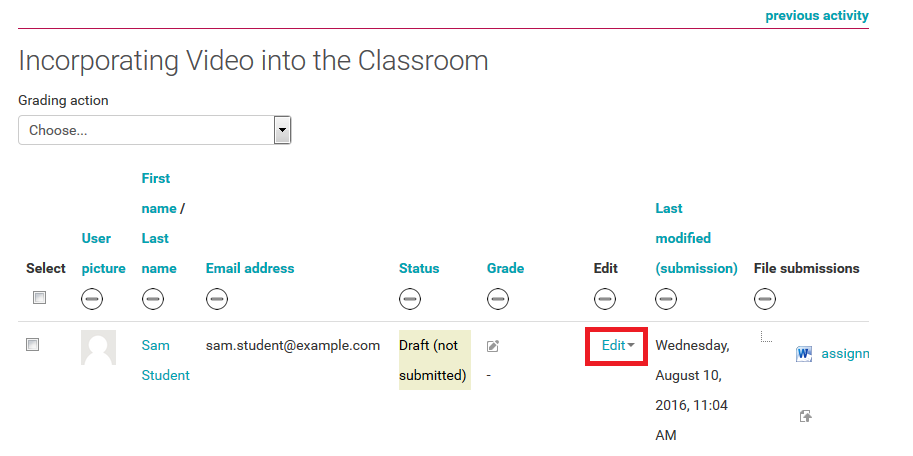 previous activity
Incorporating Video into the Classroom
Grading action
Choose...
Select
User
picture
First
name /
Last
name
Email address
Status
Grade
Edit
Last
modified
(submission)
File submissions
Sam
Student
sam.student@example.com
Draft (not
submitted)
-
Edit
Wednesday,
August 10,
2016, 11:04
AM
assignn